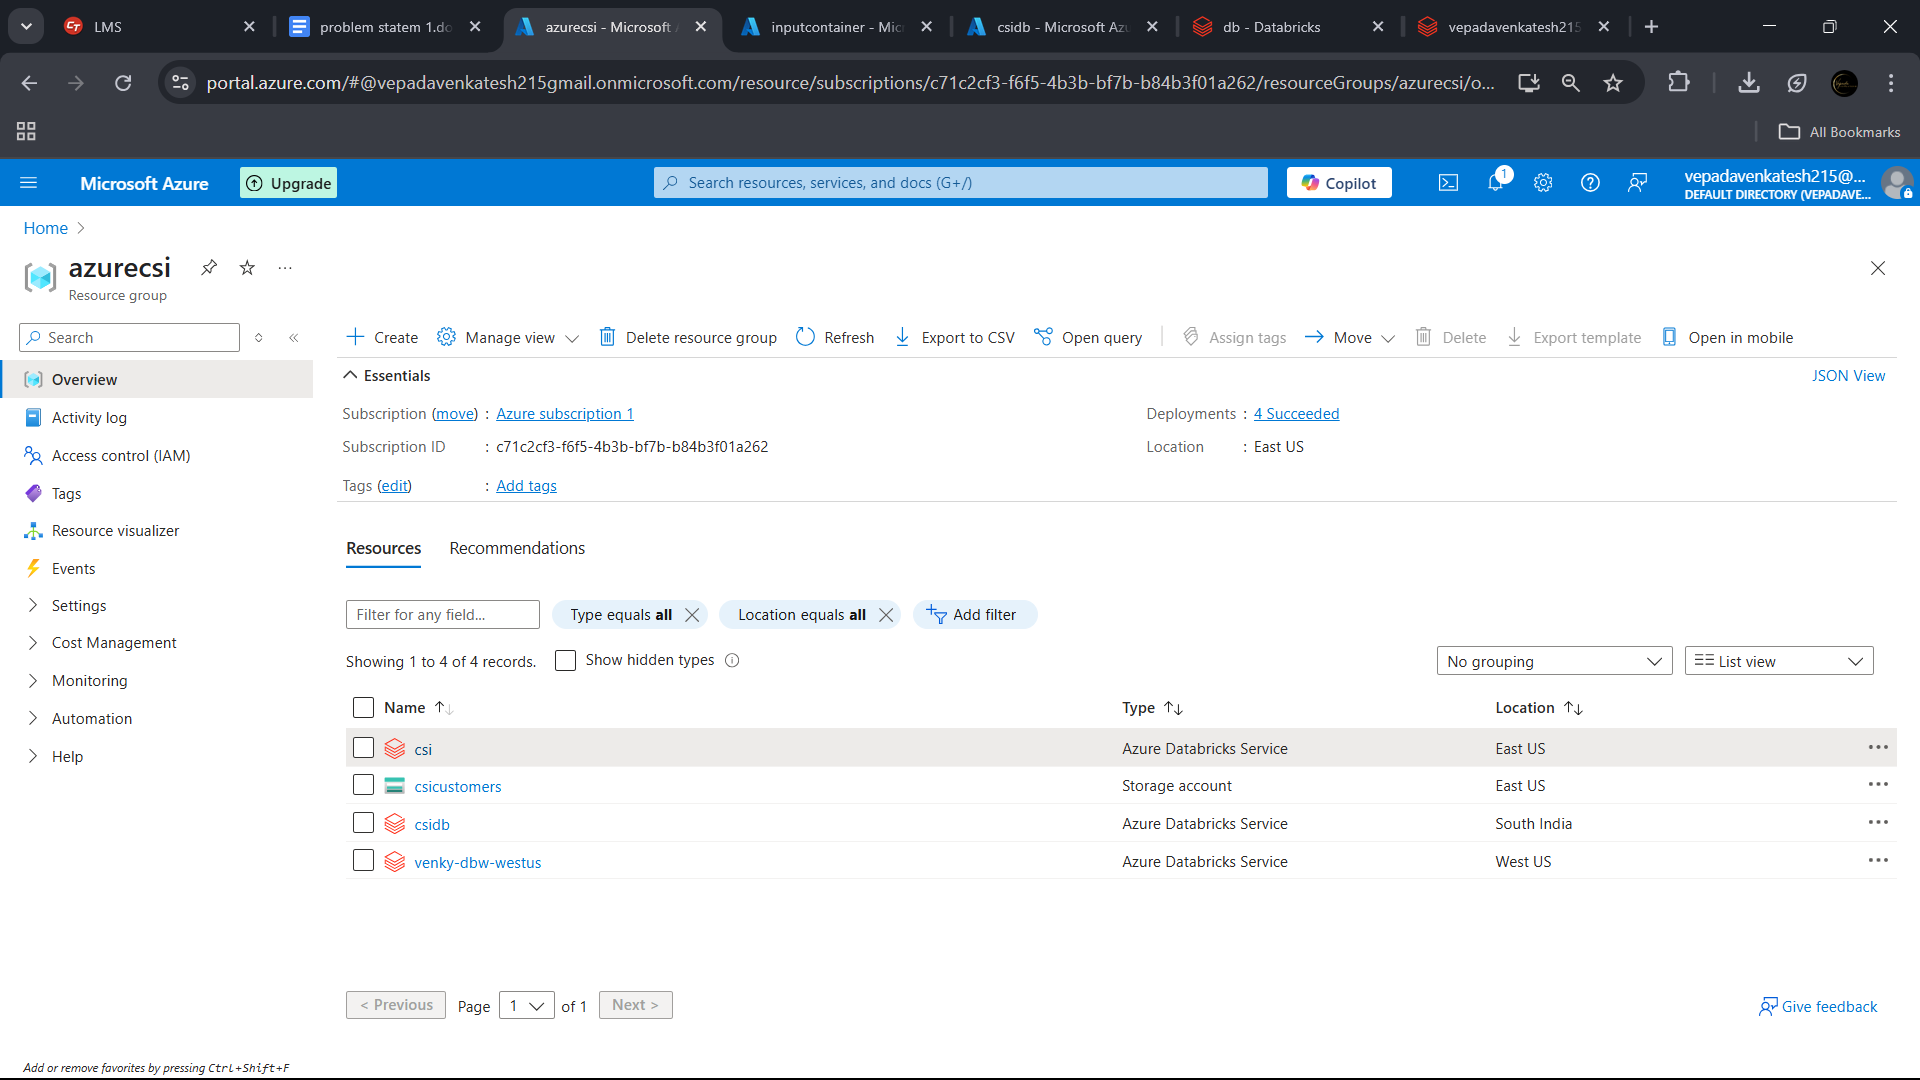 LMS
problem statem 1.do
azurecsi - Microsoft A
inputcontainer - Mic
csidb - Microsoft Azu
db - Databricks
vepadavenkatesh215
portal.azure.com/#@vepadavenkatesh215gmail.onmicrosoft.com/resource/subscriptions/c71c2cf3-f6f5-4b3b-bf7b-b84b3f01a262/resourceGroups/azurecsi/o...
All Bookmarks
Microsoft Azure
Upgrade
Search resources, services, and docs (G+/)
Copilot
1
vepadavenkatesh215@...
DEFAULT DIRECTORY (VEPADAVE...
Home
azurecsi
Resource group
Search
Create
Manage view
Delete resource group
Refresh
Export to CSV
Open query
Assign tags
Move
Delete
Export template
Open in mobile
Overview
Activity log
Access control (IAM)
Tags
Resource visualizer
Events
Settings
Cost Management
Monitoring
Automation
Help
Essentials
JSON View
Subscription (move) : Azure subscription 1
Deployments : 4 Succeeded
Subscription ID : c71c2cf3-f6f5-4b3b-bf7b-b84b3f01a262
Location : East US
Tags (edit) : Add tags
Resources
Recommendations
Filter for any field...
Type equals all
Location equals all
Add filter
Showing 1 to 4 of 4 records.
Show hidden types
No grouping
List view
Name Type Location
csi Azure Databricks Service East US
csicustomers Storage account East US
csidb Azure Databricks Service South India
venky-dbw-westus Azure Databricks Service West US
< Previous
Page 1 of 1
Next >
Give feedback
Add or remove favorites by pressing Ctrl+Shift+F